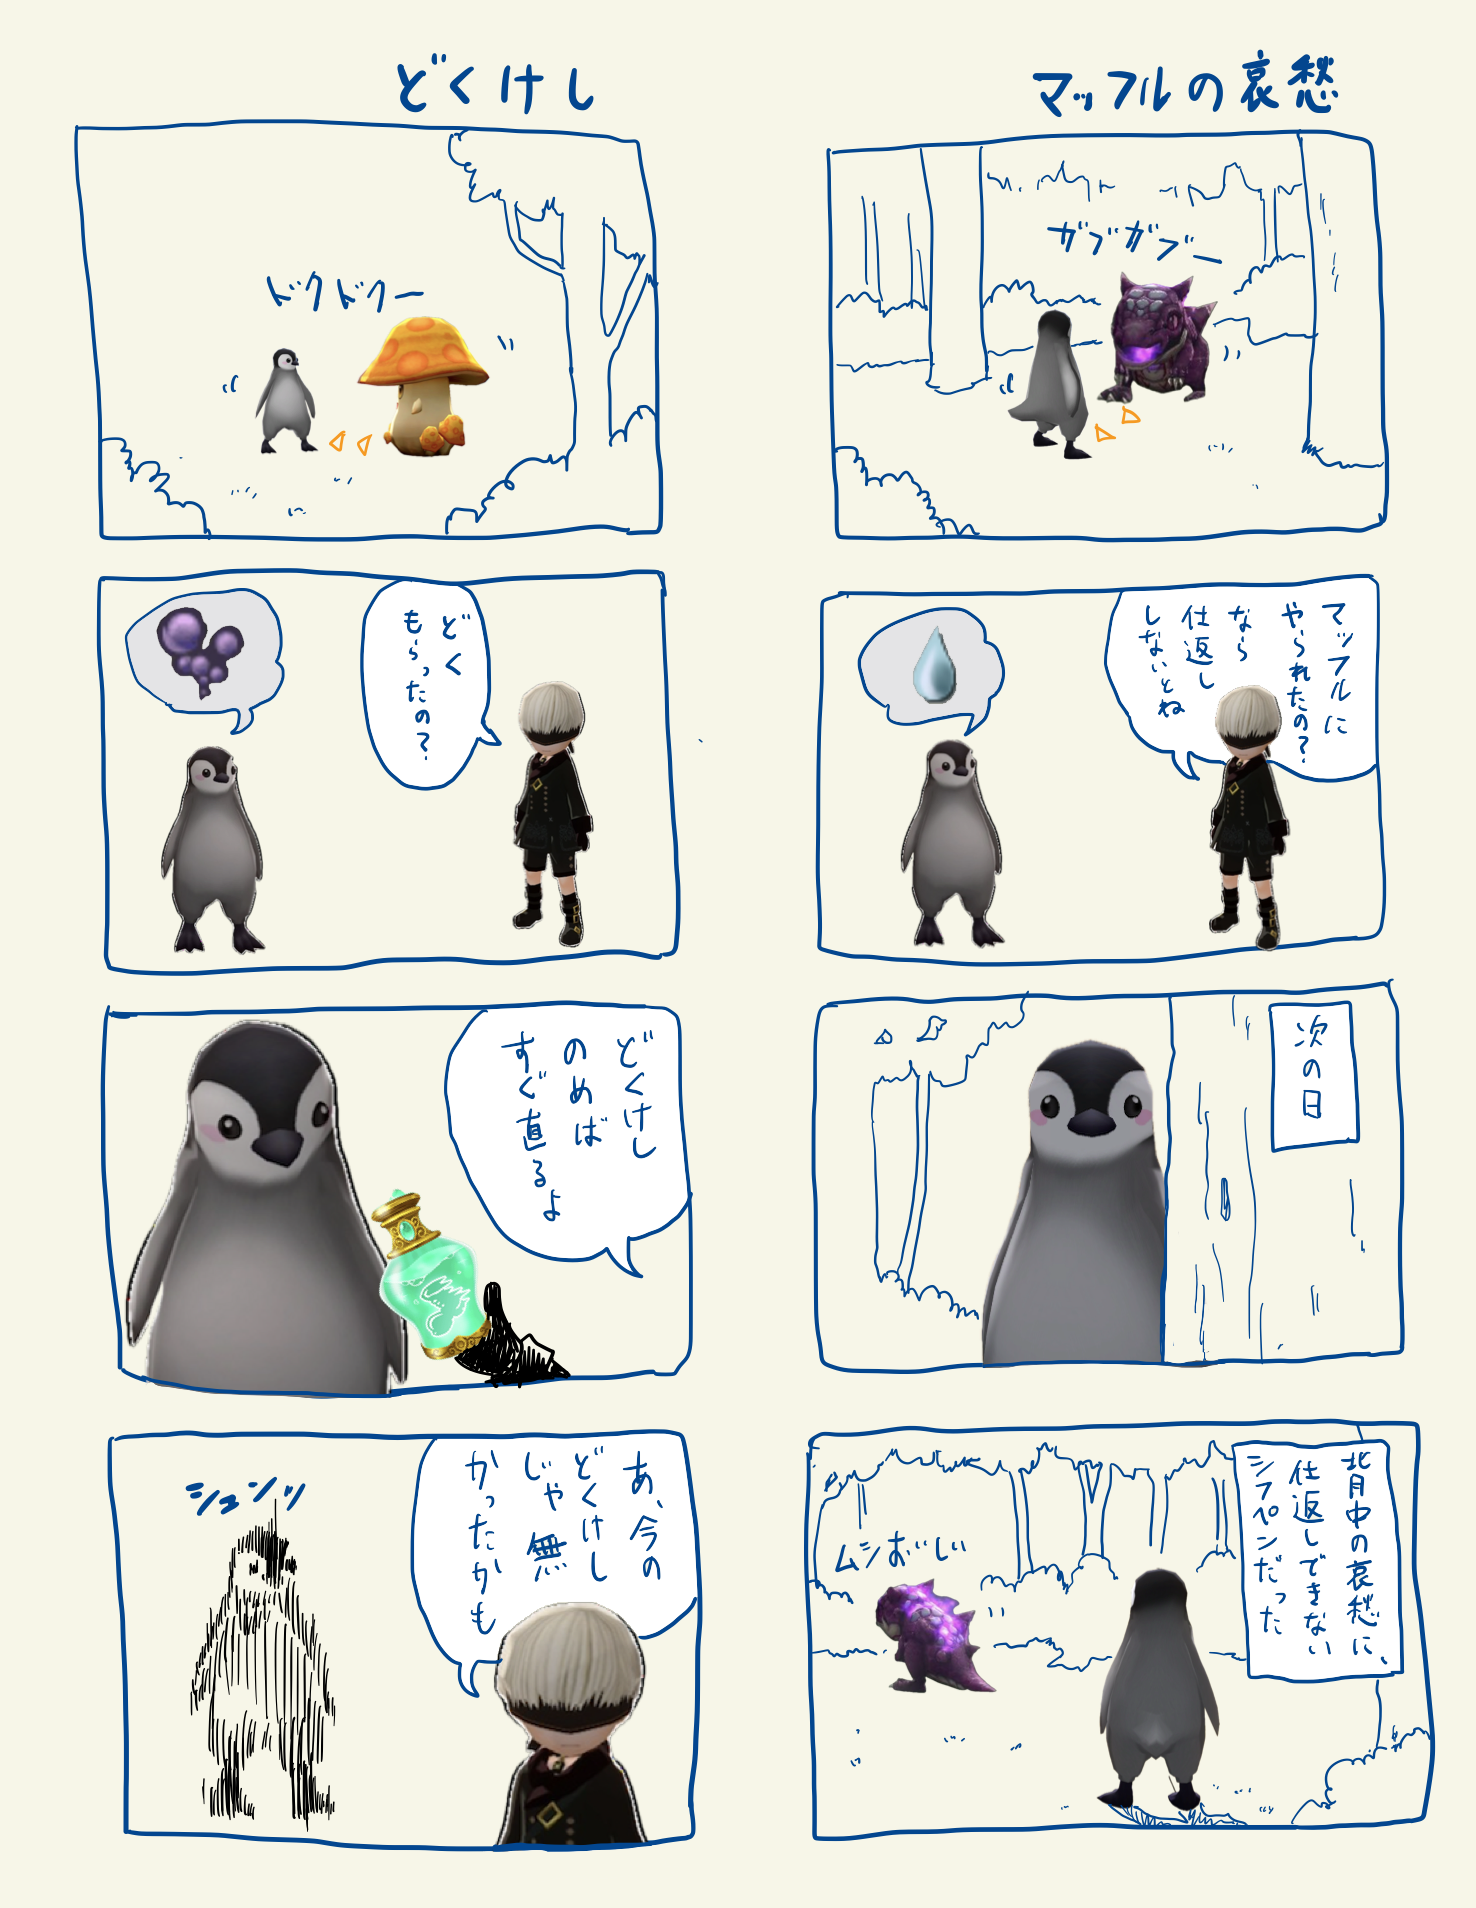 マッフルの哀愁
ガブガブー
マッフルに
やられたの?
なら
仕返し
しないとね
次の日
ムシおいしい
背中の哀愁に、
仕返しできない
シフペンだった
どくけし
ドクドクー
どく
もらったの?
どくけし
のめば
すぐ直るよ
あ、今の
どくけし
じゃ無
かったかも
シュンッ